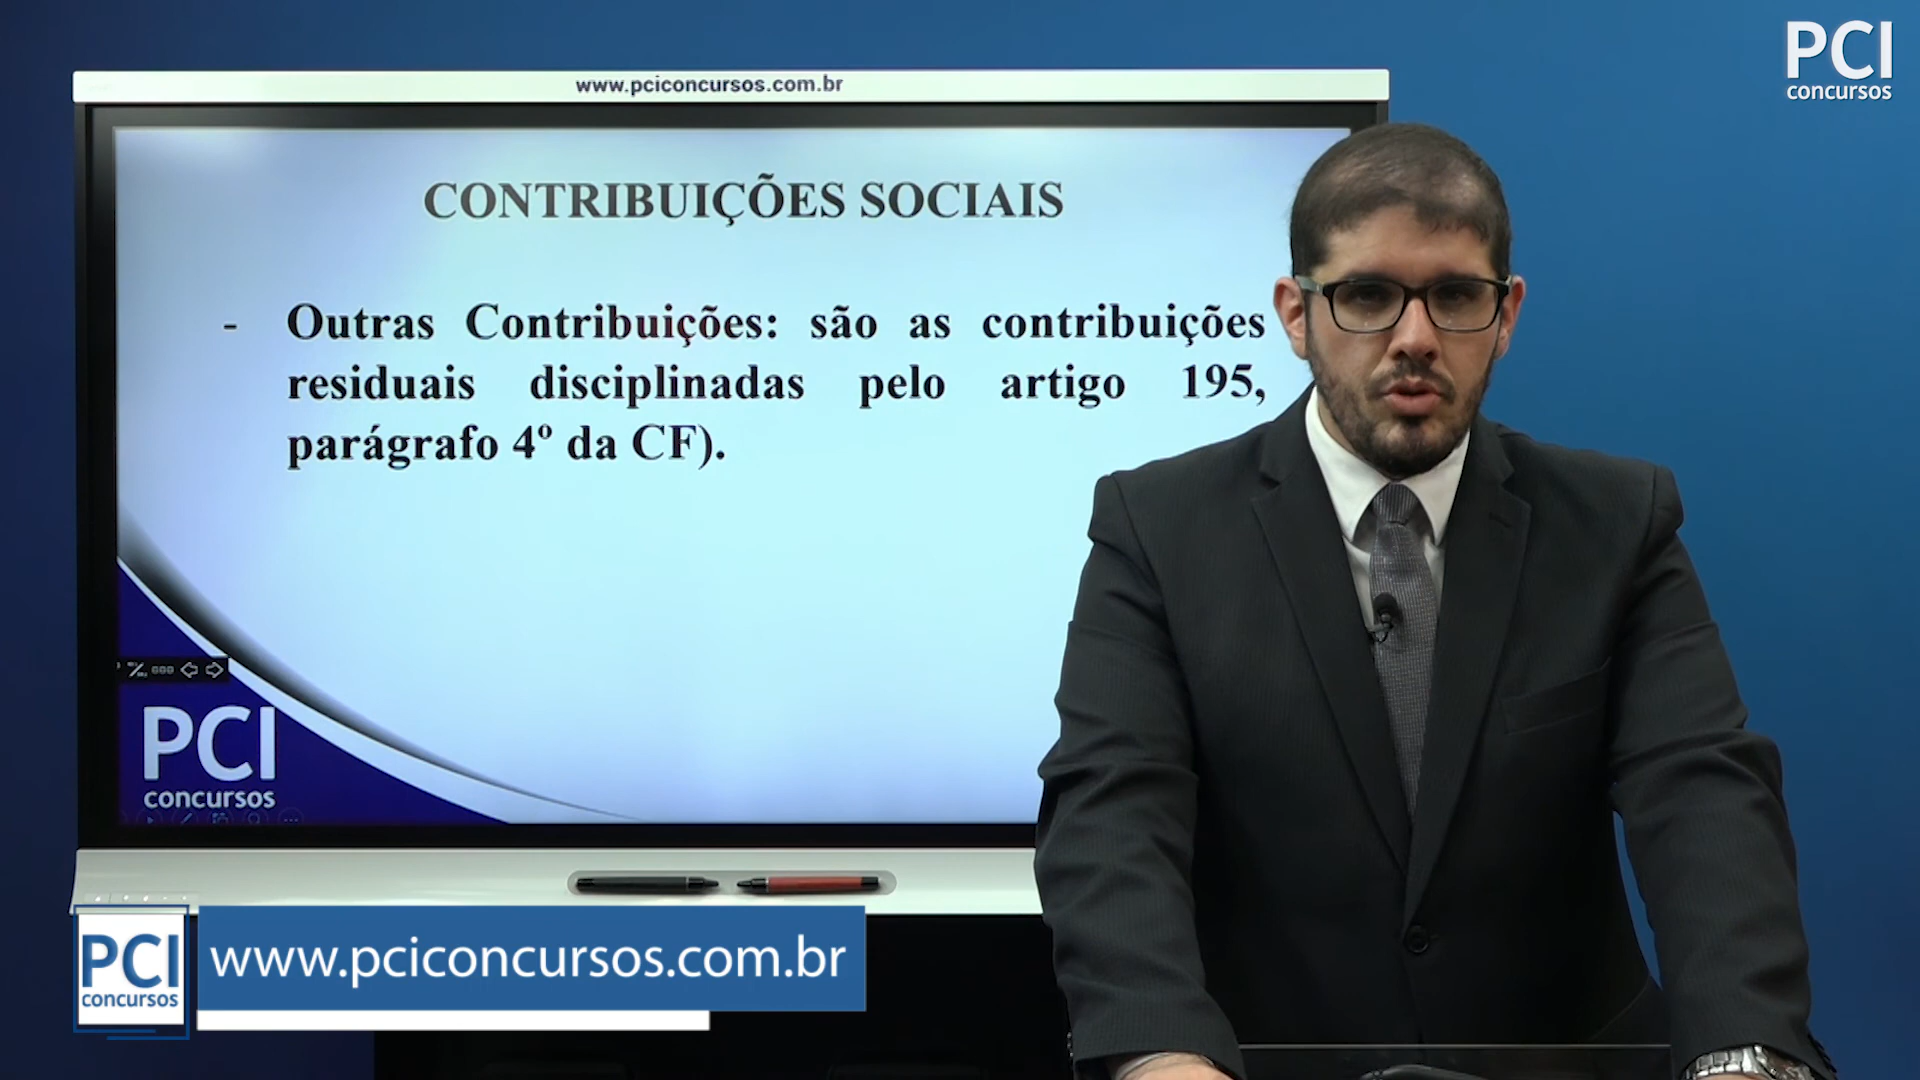 www.pciconcursos.com.br
PCI
concursos
CONTRIBUIÇÕES SOCIAIS
- Outras Contribuições: são as contribuições
residuais disciplinadas pelo artigo 195,
parágrafo 4º da CF).
PCI
concursos
PCI
concursos
www.pciconcursos.com.br